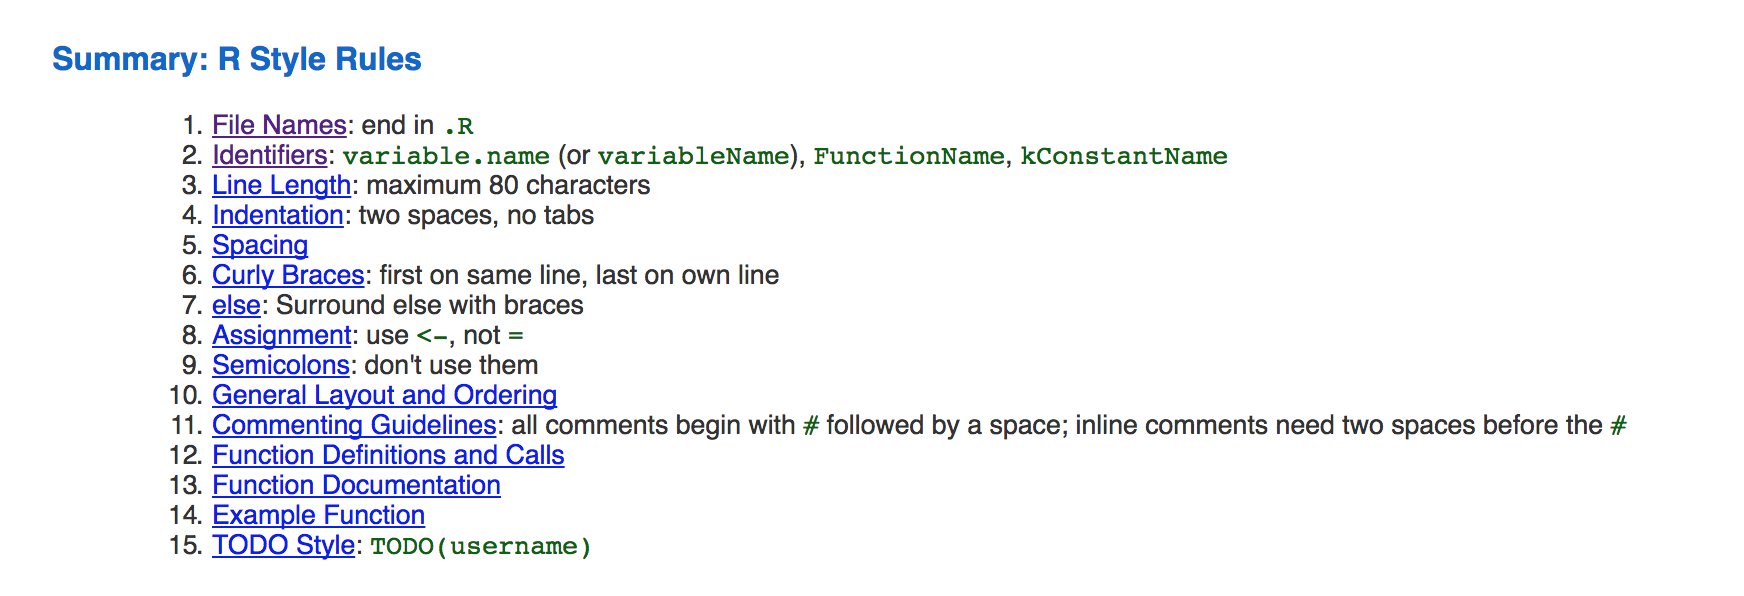 Summary: R Style Rules
1. File Names: end in .R
2. Identifiers: variable.name (or variableName), FunctionName, kConstantName
3. Line Length: maximum 80 characters
4. Indentation: two spaces, no tabs
5. Spacing
6. Curly Braces: first on same line, last on own line
7. else: Surround else with braces
8. Assignment: use <-, not =
9. Semicolons: don't use them
10. General Layout and Ordering
11. Commenting Guidelines: all comments begin with # followed by a space; inline comments need two spaces before the #
12. Function Definitions and Calls
13. Function Documentation
14. Example Function
15. TODO Style: TODO(username)